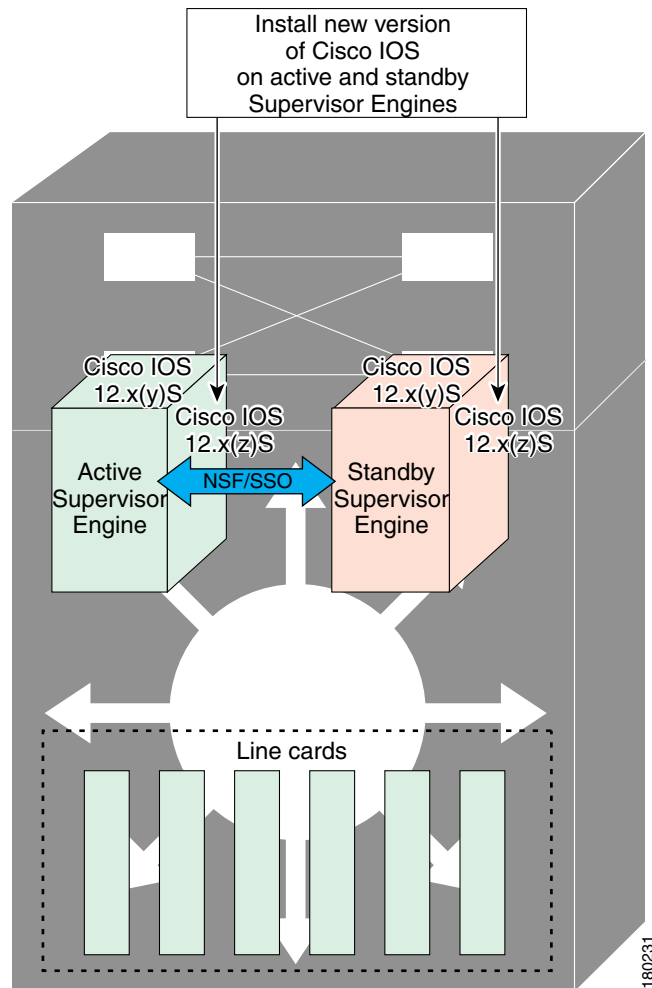 Install new version
of Cisco IOS
on active and standby
Supervisor Engines
Cisco IOS
12.x(y)S
Cisco IOS
12.x(z)S
Cisco IOS
12.x(y)S
Cisco IOS
12.x(z)S
Active
Supervisor
Engine
NSF/SSO
Standby
Supervisor
Engine
Line cards
180231